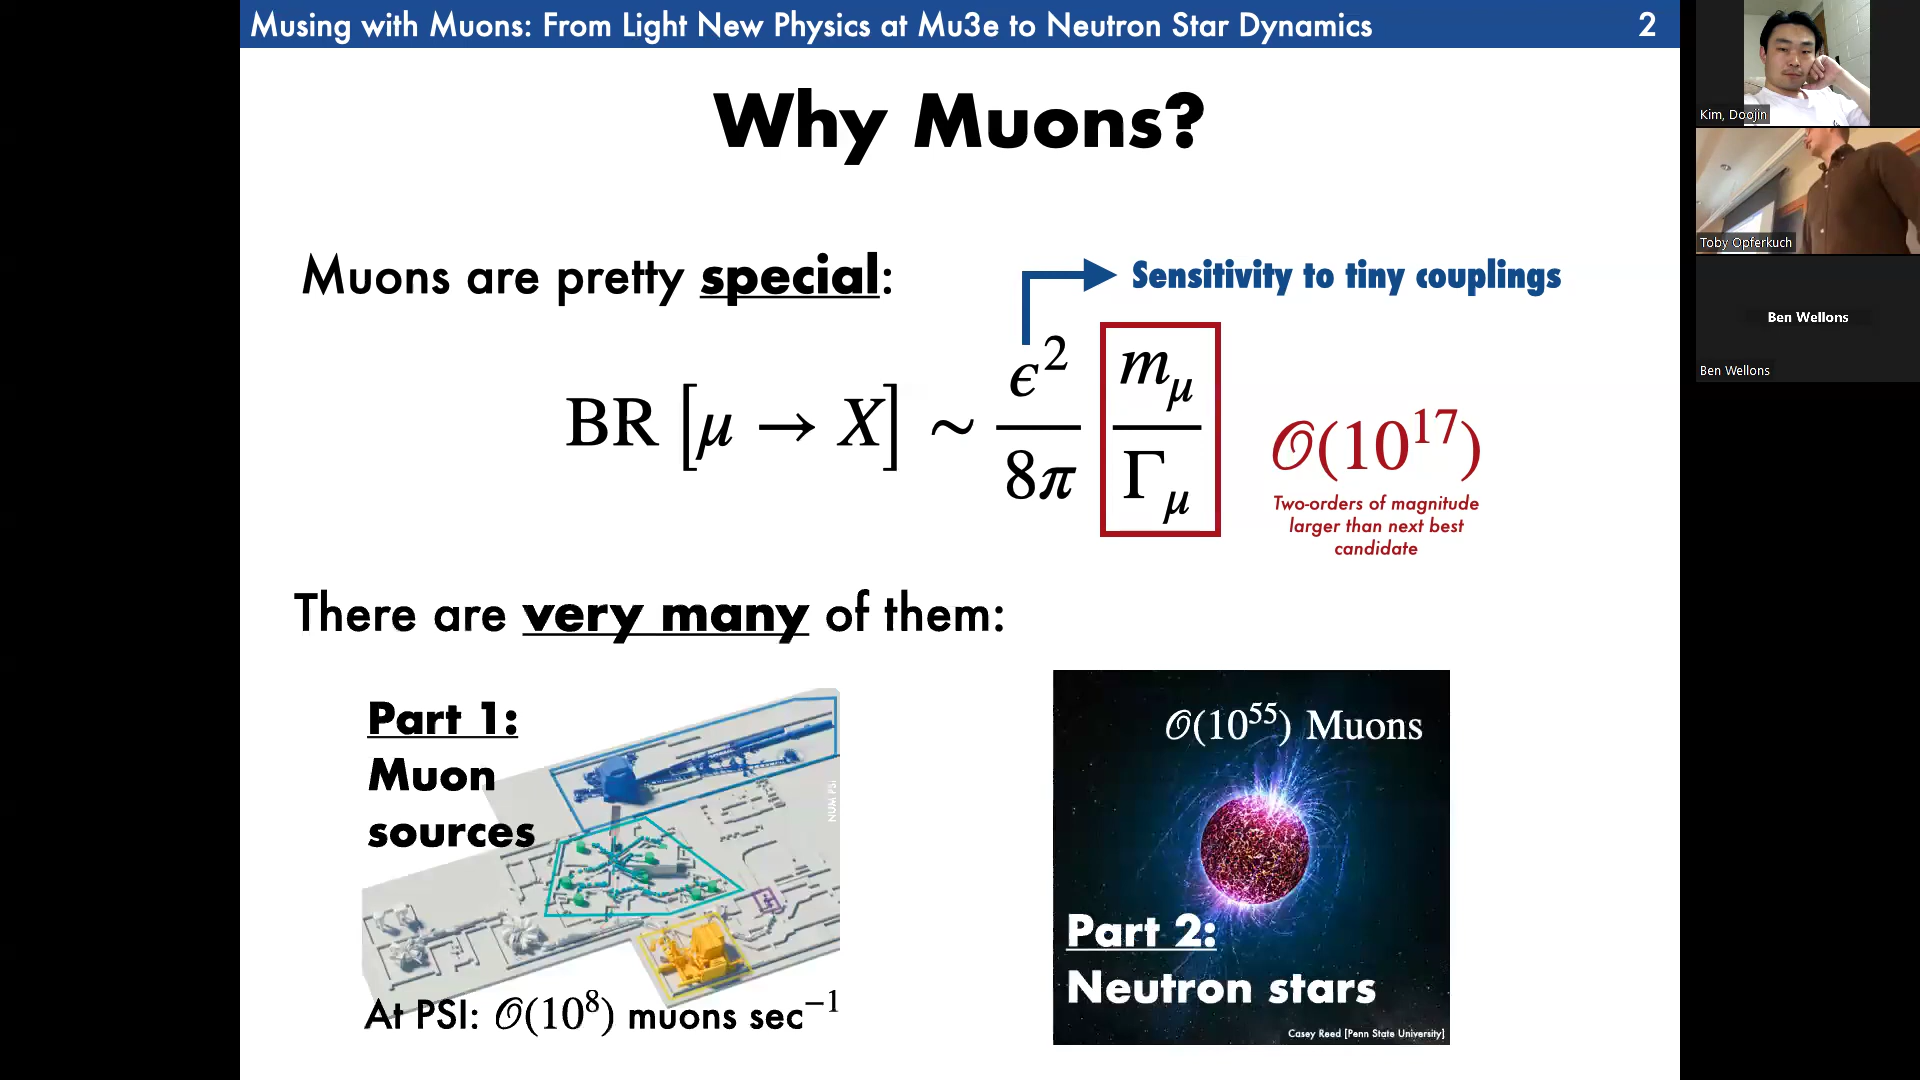 Musing with Muons: From Light New Physics at Mu3e to Neutron Star Dynamics 2
Why Muons?
Muons are pretty special:
Sensitivity to tiny couplings
BR [μ → X] ~ ϵ² / 8π m_μ / Γ_μ
𝒪(10¹⁷)
Two-orders of magnitude
larger than next best
candidate
There are very many of them:
Part 1:
Muon
sources
NUM PSI
At PSI: 𝒪(10⁸) muons sec⁻¹
𝒪(10⁵⁵) Muons
Part 2:
Neutron stars
Casey Reed [Penn State University]
Kim, Doojin
Toby Opferkuch
Ben Wellons
Ben Wellons